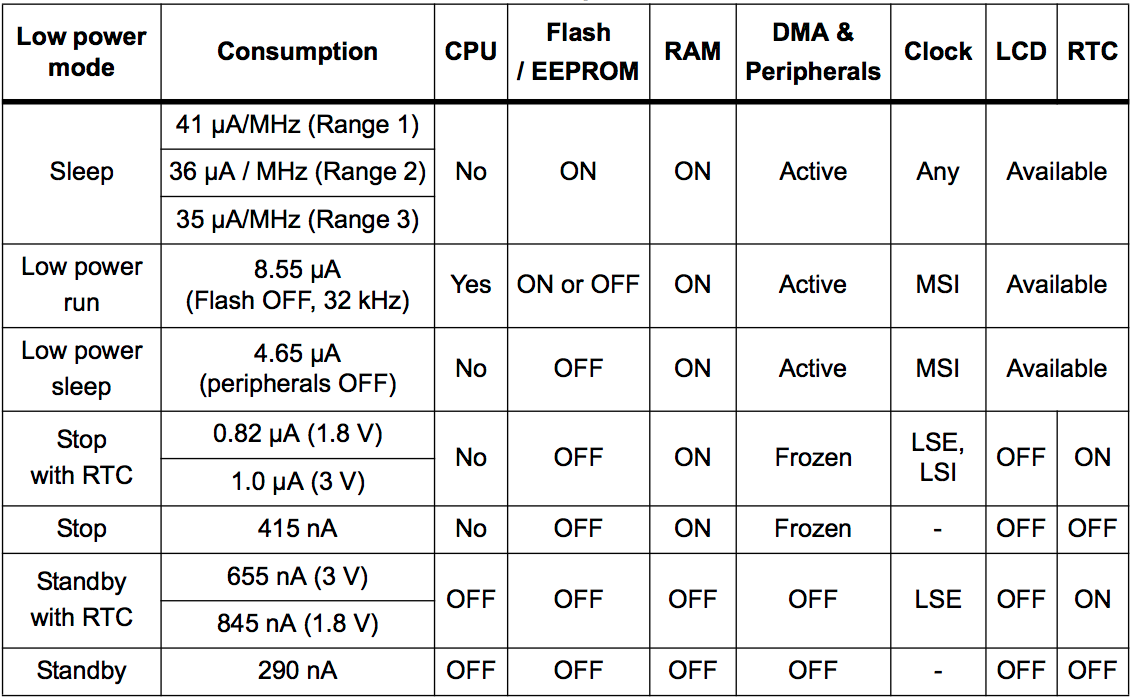 Low power mode Consumption CPU Flash / EEPROM RAM DMA & Peripherals Clock LCD RTC
Sleep 41 µA/MHz (Range 1) No ON ON Active Any Available
36 µA / MHz (Range 2)
35 µA/MHz (Range 3)
Low power run 8.55 µA (Flash OFF, 32 kHz) Yes ON or OFF ON Active MSI Available
Low power sleep 4.65 µA (peripherals OFF) No OFF ON Active MSI Available
Stop with RTC 0.82 µA (1.8 V) No OFF ON Frozen LSE, LSI OFF ON
1.0 µA (3 V)
Stop 415 nA No OFF ON Frozen - OFF OFF
Standby with RTC 655 nA (3 V) OFF OFF OFF OFF LSE OFF ON
845 nA (1.8 V)
Standby 290 nA OFF OFF OFF OFF - OFF OFF